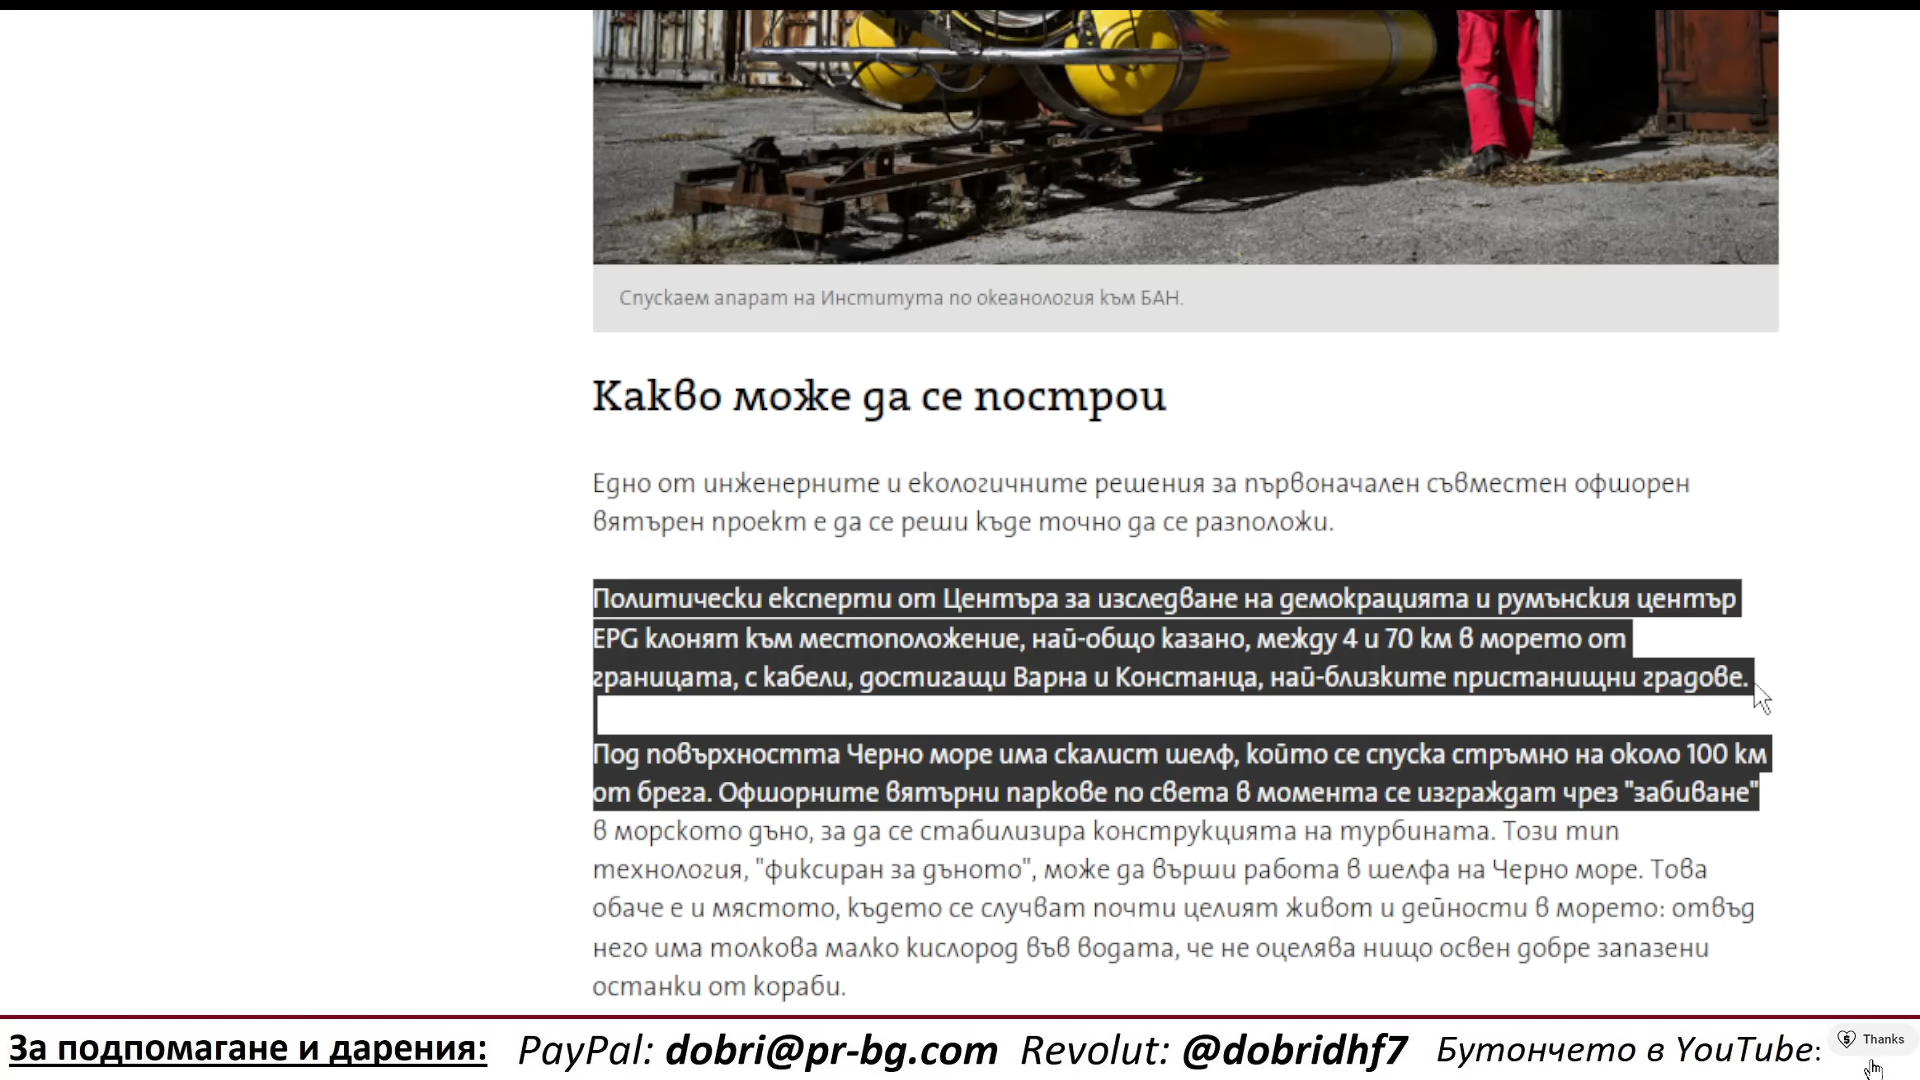 Спускаем апарат на Института по океанология към БАН.
Какво може да се построи
Едно от инженерните и екологичните решения за първоначален съвместен офшорен
вятърен проект е да се реши къде точно да се разположи.
Политически експерти от Центъра за изследване на демокрацията и румънския център
EPG клонят към местоположение, най-общо казано, между 4 и 70 км в морето от
границата, с кабели, достигащи Варна и Констанца, най-близките пристанищни градове.
Под повърхността Черно море има скалист шелф, който се спуска стръмно на около 100 км
от брега. Офшорните вятърни паркове по света в момента се изграждат чрез "забиване"
в морското дъно, за да се стабилизира конструкцията на турбината. Този тип
технология, "фиксиран за дъното", може да върши работа в шелфа на Черно море. Това
обаче е и мястото, където се случват почти целият живот и дейности в морето: отвъд
него има толкова малко кислород във водата, че не оцелява нищо освен добре запазени
останки от кораби.
За подпомагане и дарения: PayPal: dobri@pr-bg.com Revolut: @dobridhf7 Бутончето в YouTube: Thanks